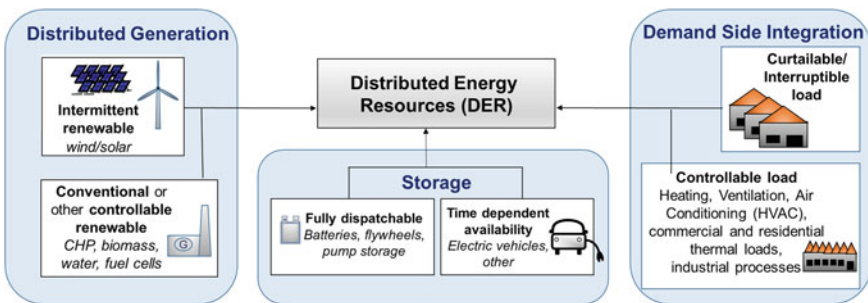 Distributed Generation
Intermittent
renewable
wind/solar
Conventional or
other controllable
renewable
CHP, biomass,
water, fuel cells
G
Distributed Energy
Resources (DER)
Storage
Fully dispatchable
Batteries, flywheels,
pump storage
Time dependent
availability
Electric vehicles,
other
Demand Side Integration
Curtailable/
Interruptible
load
Controllable load
Heating, Ventilation, Air
Conditioning (HVAC),
commercial and residential
thermal loads,
industrial processes